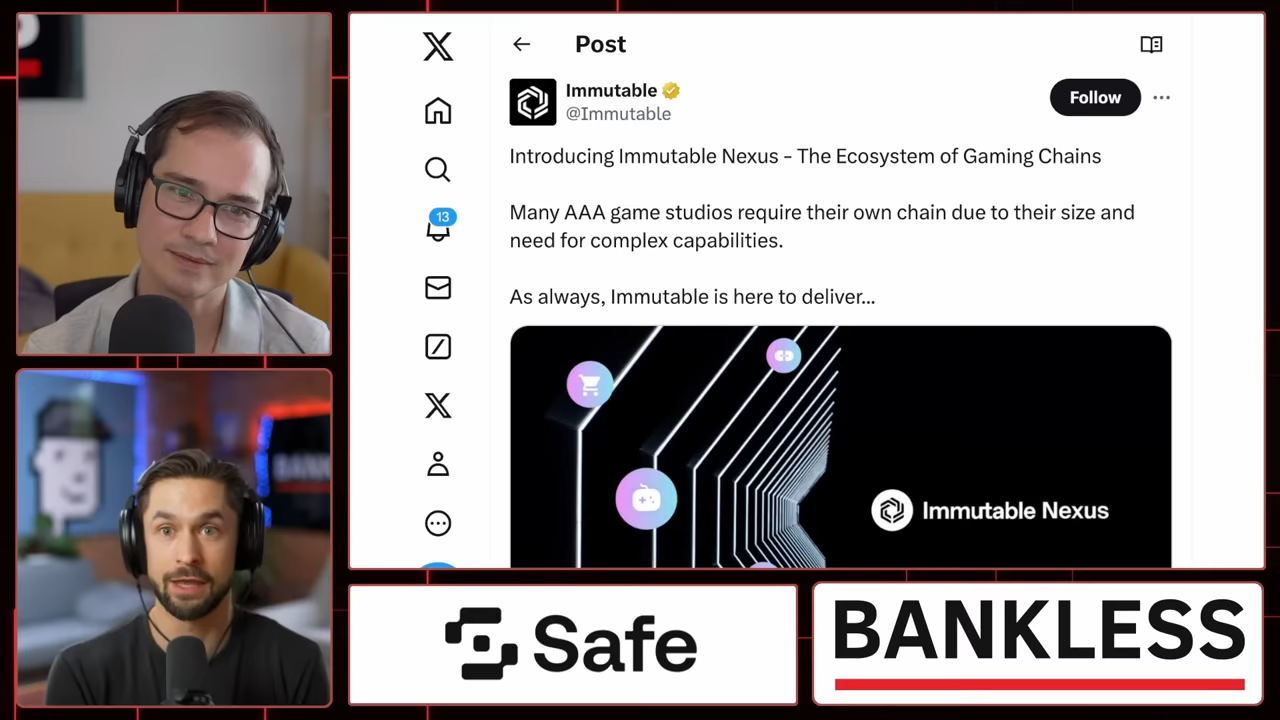 Post
Immutable
@Immutable
Follow
Introducing Immutable Nexus - The Ecosystem of Gaming Chains
Many AAA game studios require their own chain due to their size and
need for complex capabilities.
As always, Immutable is here to deliver...
13
Immutable Nexus
BANKLESS
Safe
BANKLESS